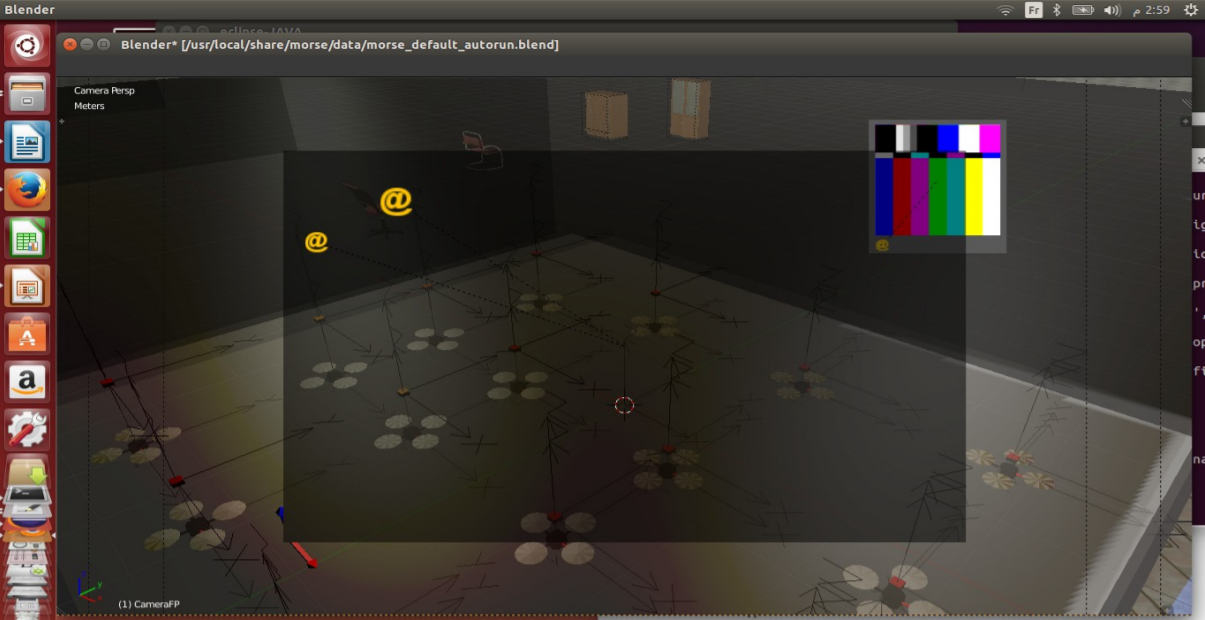 Blender
Fr
م 2:59
eclipse-JAVA
Blender* [/usr/local/share/morse/data/morse_default_autorun.blend]
Camera Persp
Meters
@
@
@
a
(1) CameraFP